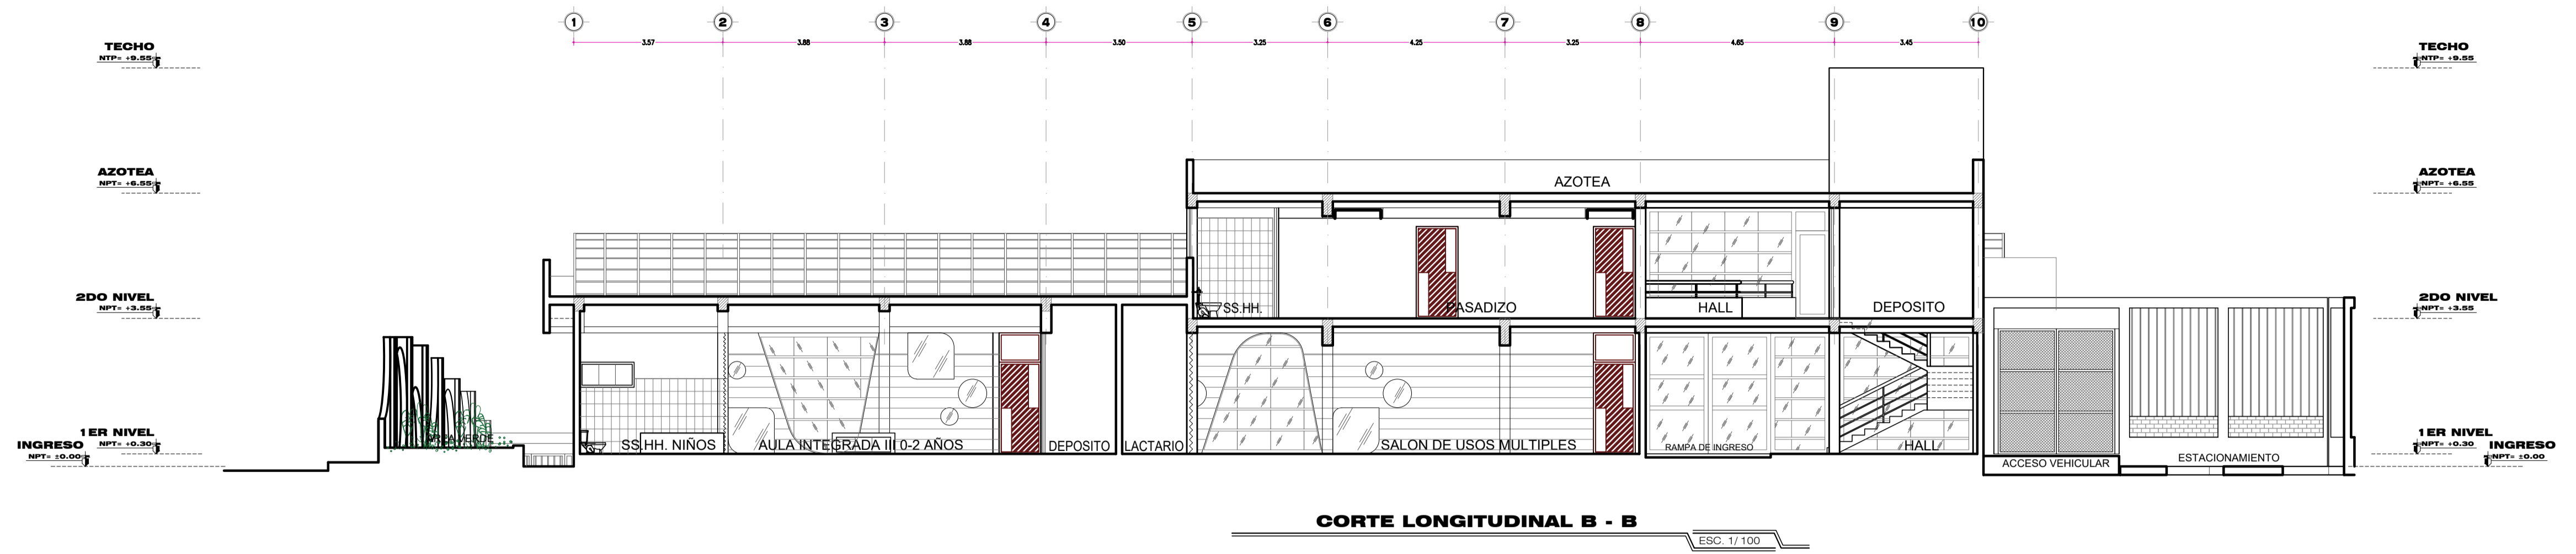 1 2 3 4 5 6 7 8 9 10
3.57 3.88 3.88 3.50 3.25 4.25 3.25 4.65 3.45
TECHO
NTP= +9.55
TECHO
NTP= +9.55
AZOTEA
NPT= +6.55
AZOTEA
AZOTEA
NPT= +6.55
2DO NIVEL
NPT= +3.55
SS.HH.
PASADIZO
HALL
DEPOSITO
2DO NIVEL
NPT= +3.55
1ER NIVEL
NPT= +0.30
INGRESO
NPT= ±0.00
AREA VERDE
SS.HH. NIÑOS
AULA INTEGRADA III 0-2 AÑOS
DEPOSITO
LACTARIO
SALON DE USOS MULTIPLES
RAMPA DE INGRESO
HALL
ACCESO VEHICULAR
ESTACIONAMIENTO
1ER NIVEL
NPT= +0.30
INGRESO
NPT= ±0.00
CORTE LONGITUDINAL B - B
ESC. 1/ 100